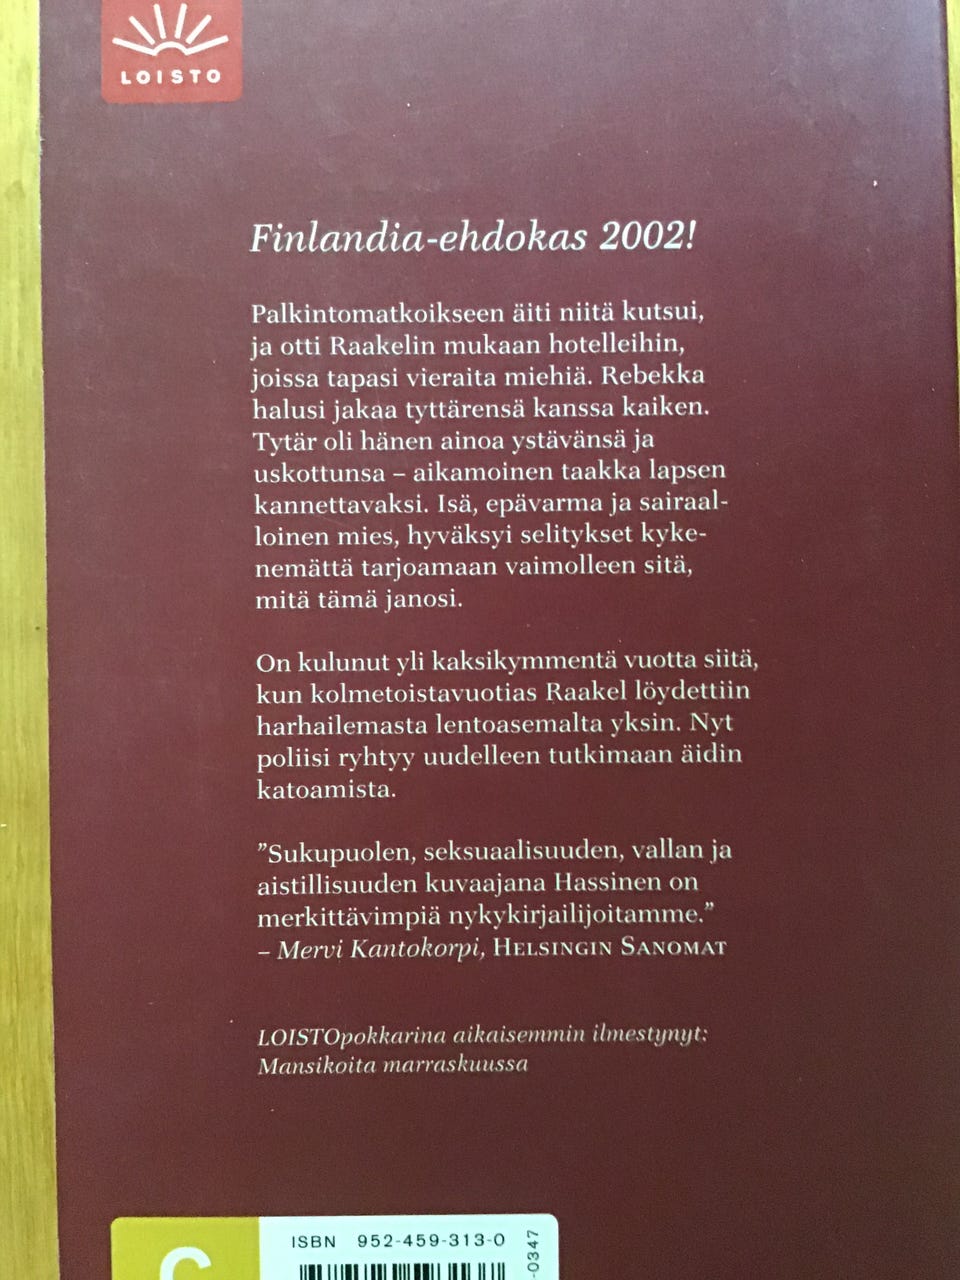 LOISTO
Finlandia-ehdokas 2002!
Palkintomatkoikseen äiti niitä kutsui,
ja otti Raakelin mukaan hotelleihin,
joissa tapasi vieraita miehiä. Rebekka
halusi jakaa tyttärensä kanssa kaiken.
Tytär oli hänen ainoa ystävänsä ja
uskottunsa – aikamoinen taakka lapsen
kannettavaksi. Isä, epävarma ja sairaal-
loinen mies, hyväksyi selitykset kyke-
nemättä tarjoamaan vaimolleen sitä,
mitä tämä janosi.
On kulunut yli kaksikymmentä vuotta siitä,
kun kolmetoistavuotias Raakel löydettiin
harhailemasta lentoasemalta yksin. Nyt
poliisi ryhtyy uudelleen tutkimaan äidin
katoamista.
”Sukupuolen, seksuaalisuuden, vallan ja
aistillisuuden kuvaajana Hassinen on
merkittävimpiä nykykirjailijoitamme.”
– Mervi Kantokorpi, HELSINGIN SANOMAT
LOISTOpokkarina aikaisemmin ilmestynyt:
Mansikoita marraskuussa
ISBN 952-459-313-0
-0347